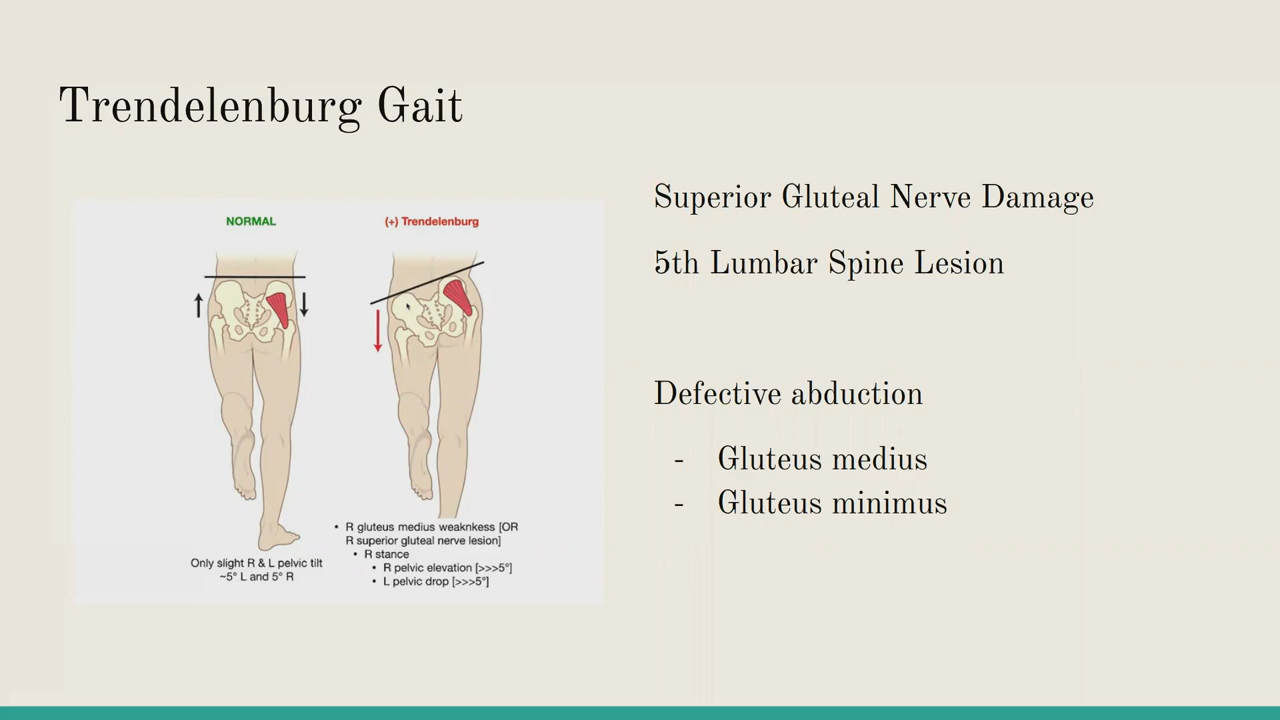 Trendelenburg Gait
NORMAL
(+) Trendelenburg
Only slight R & L pelvic tilt
~5° L and 5° R
• R gluteus medius weaknkess [OR
R superior gluteal nerve lesion]
• R stance
• R pelvic elevation [>>>5°]
• L pelvic drop [>>>5°]
Superior Gluteal Nerve Damage
5th Lumbar Spine Lesion
Defective abduction
- Gluteus medius
- Gluteus minimus